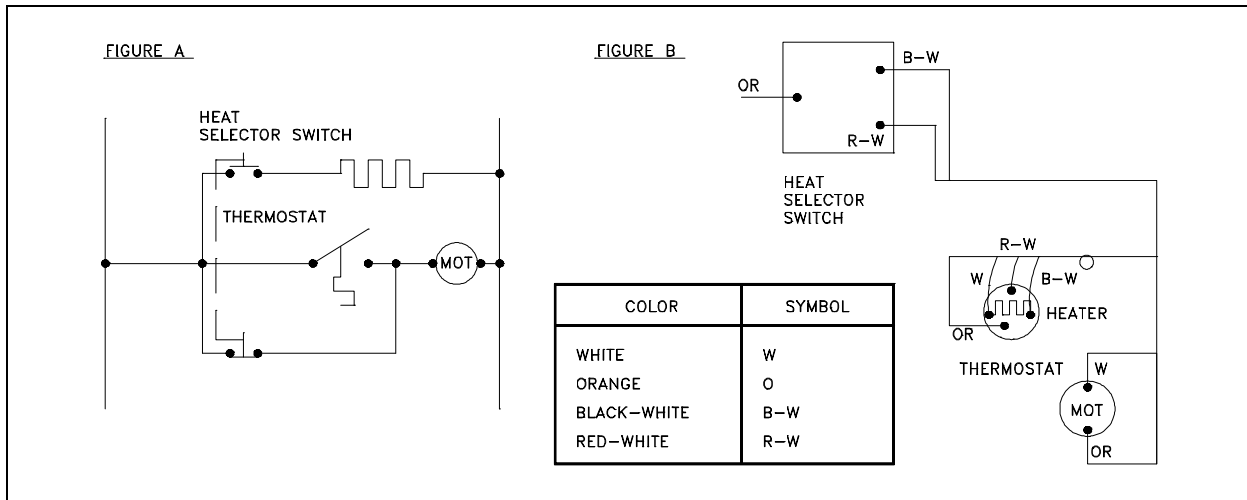 FIGURE A
HEAT
SELECTOR SWITCH
THERMOSTAT
MOT
FIGURE B
B-W
OR
R-W
HEAT
SELECTOR
SWITCH
R-W
W
B-W
HEATER
OR
THERMOSTAT
W
MOT
OR
COLOR SYMBOL
WHITE W
ORANGE O
BLACK-WHITE B-W
RED-WHITE R-W